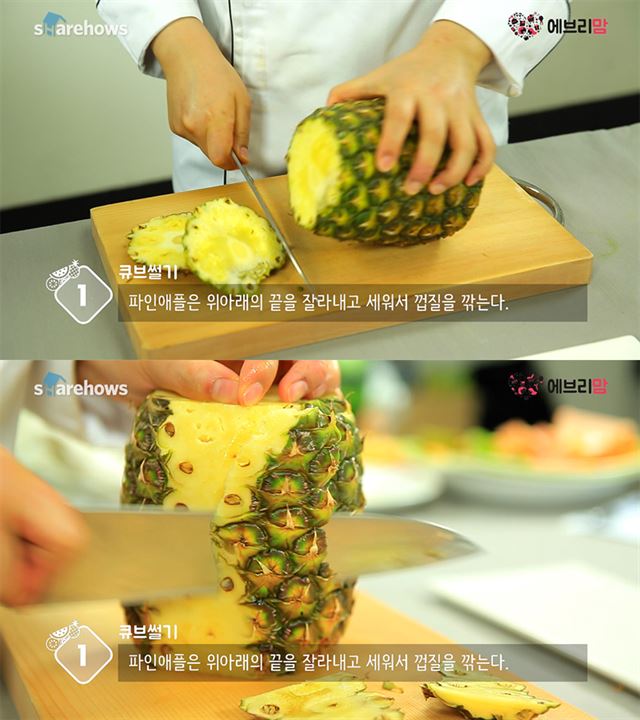 sharehows
에브리맘
큐브썰기
1
파인애플은 위아래의 끝을 잘라내고 세워서 껍질을 깎는다.
sharehows
에브리맘
큐브썰기
1
파인애플은 위아래의 끝을 잘라내고 세워서 껍질을 깎는다.